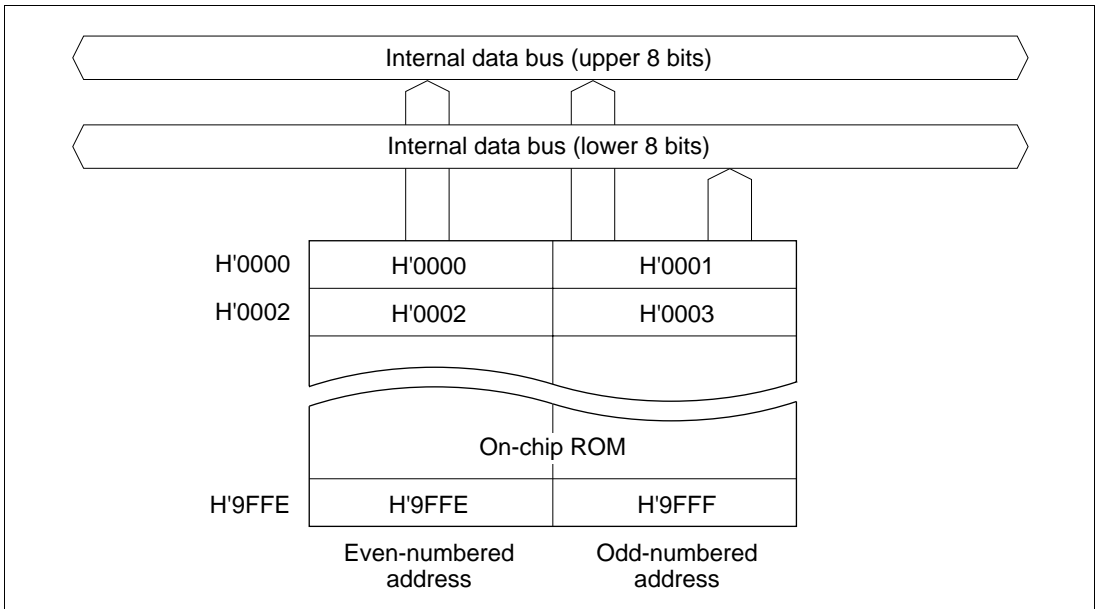 Internal data bus (upper 8 bits)
Internal data bus (lower 8 bits)
H'0000 H'0000 H'0001
H'0002 H'0002 H'0003
On-chip ROM
H'9FFE H'9FFE H'9FFF
Even-numbered address
Odd-numbered address